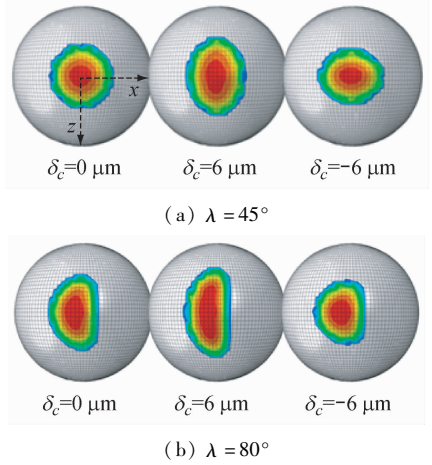 x
z
δc=0 μm δc=6 μm δc=-6 μm
(a) λ=45°
δc=0 μm δc=6 μm δc=-6 μm
(b) λ=80°